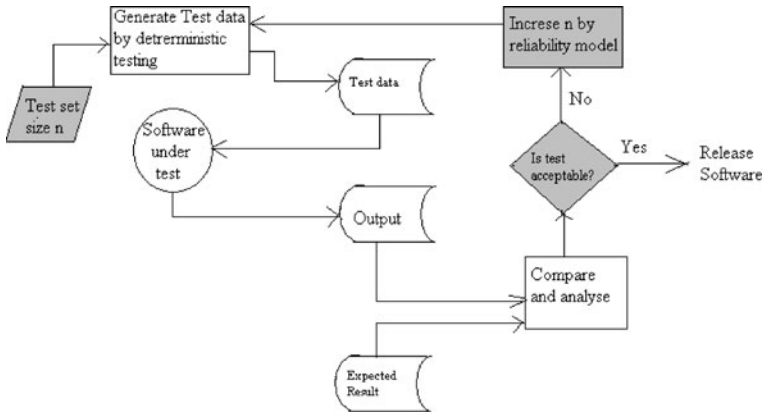 Generate Test data
by detrerministic
testing
Increse n by
reliability model
Test set
size n
Test data
No
Software
under
test
Is test
acceptable?
Yes
Release
Software
Output
Compare
and analyse
Expected
Result